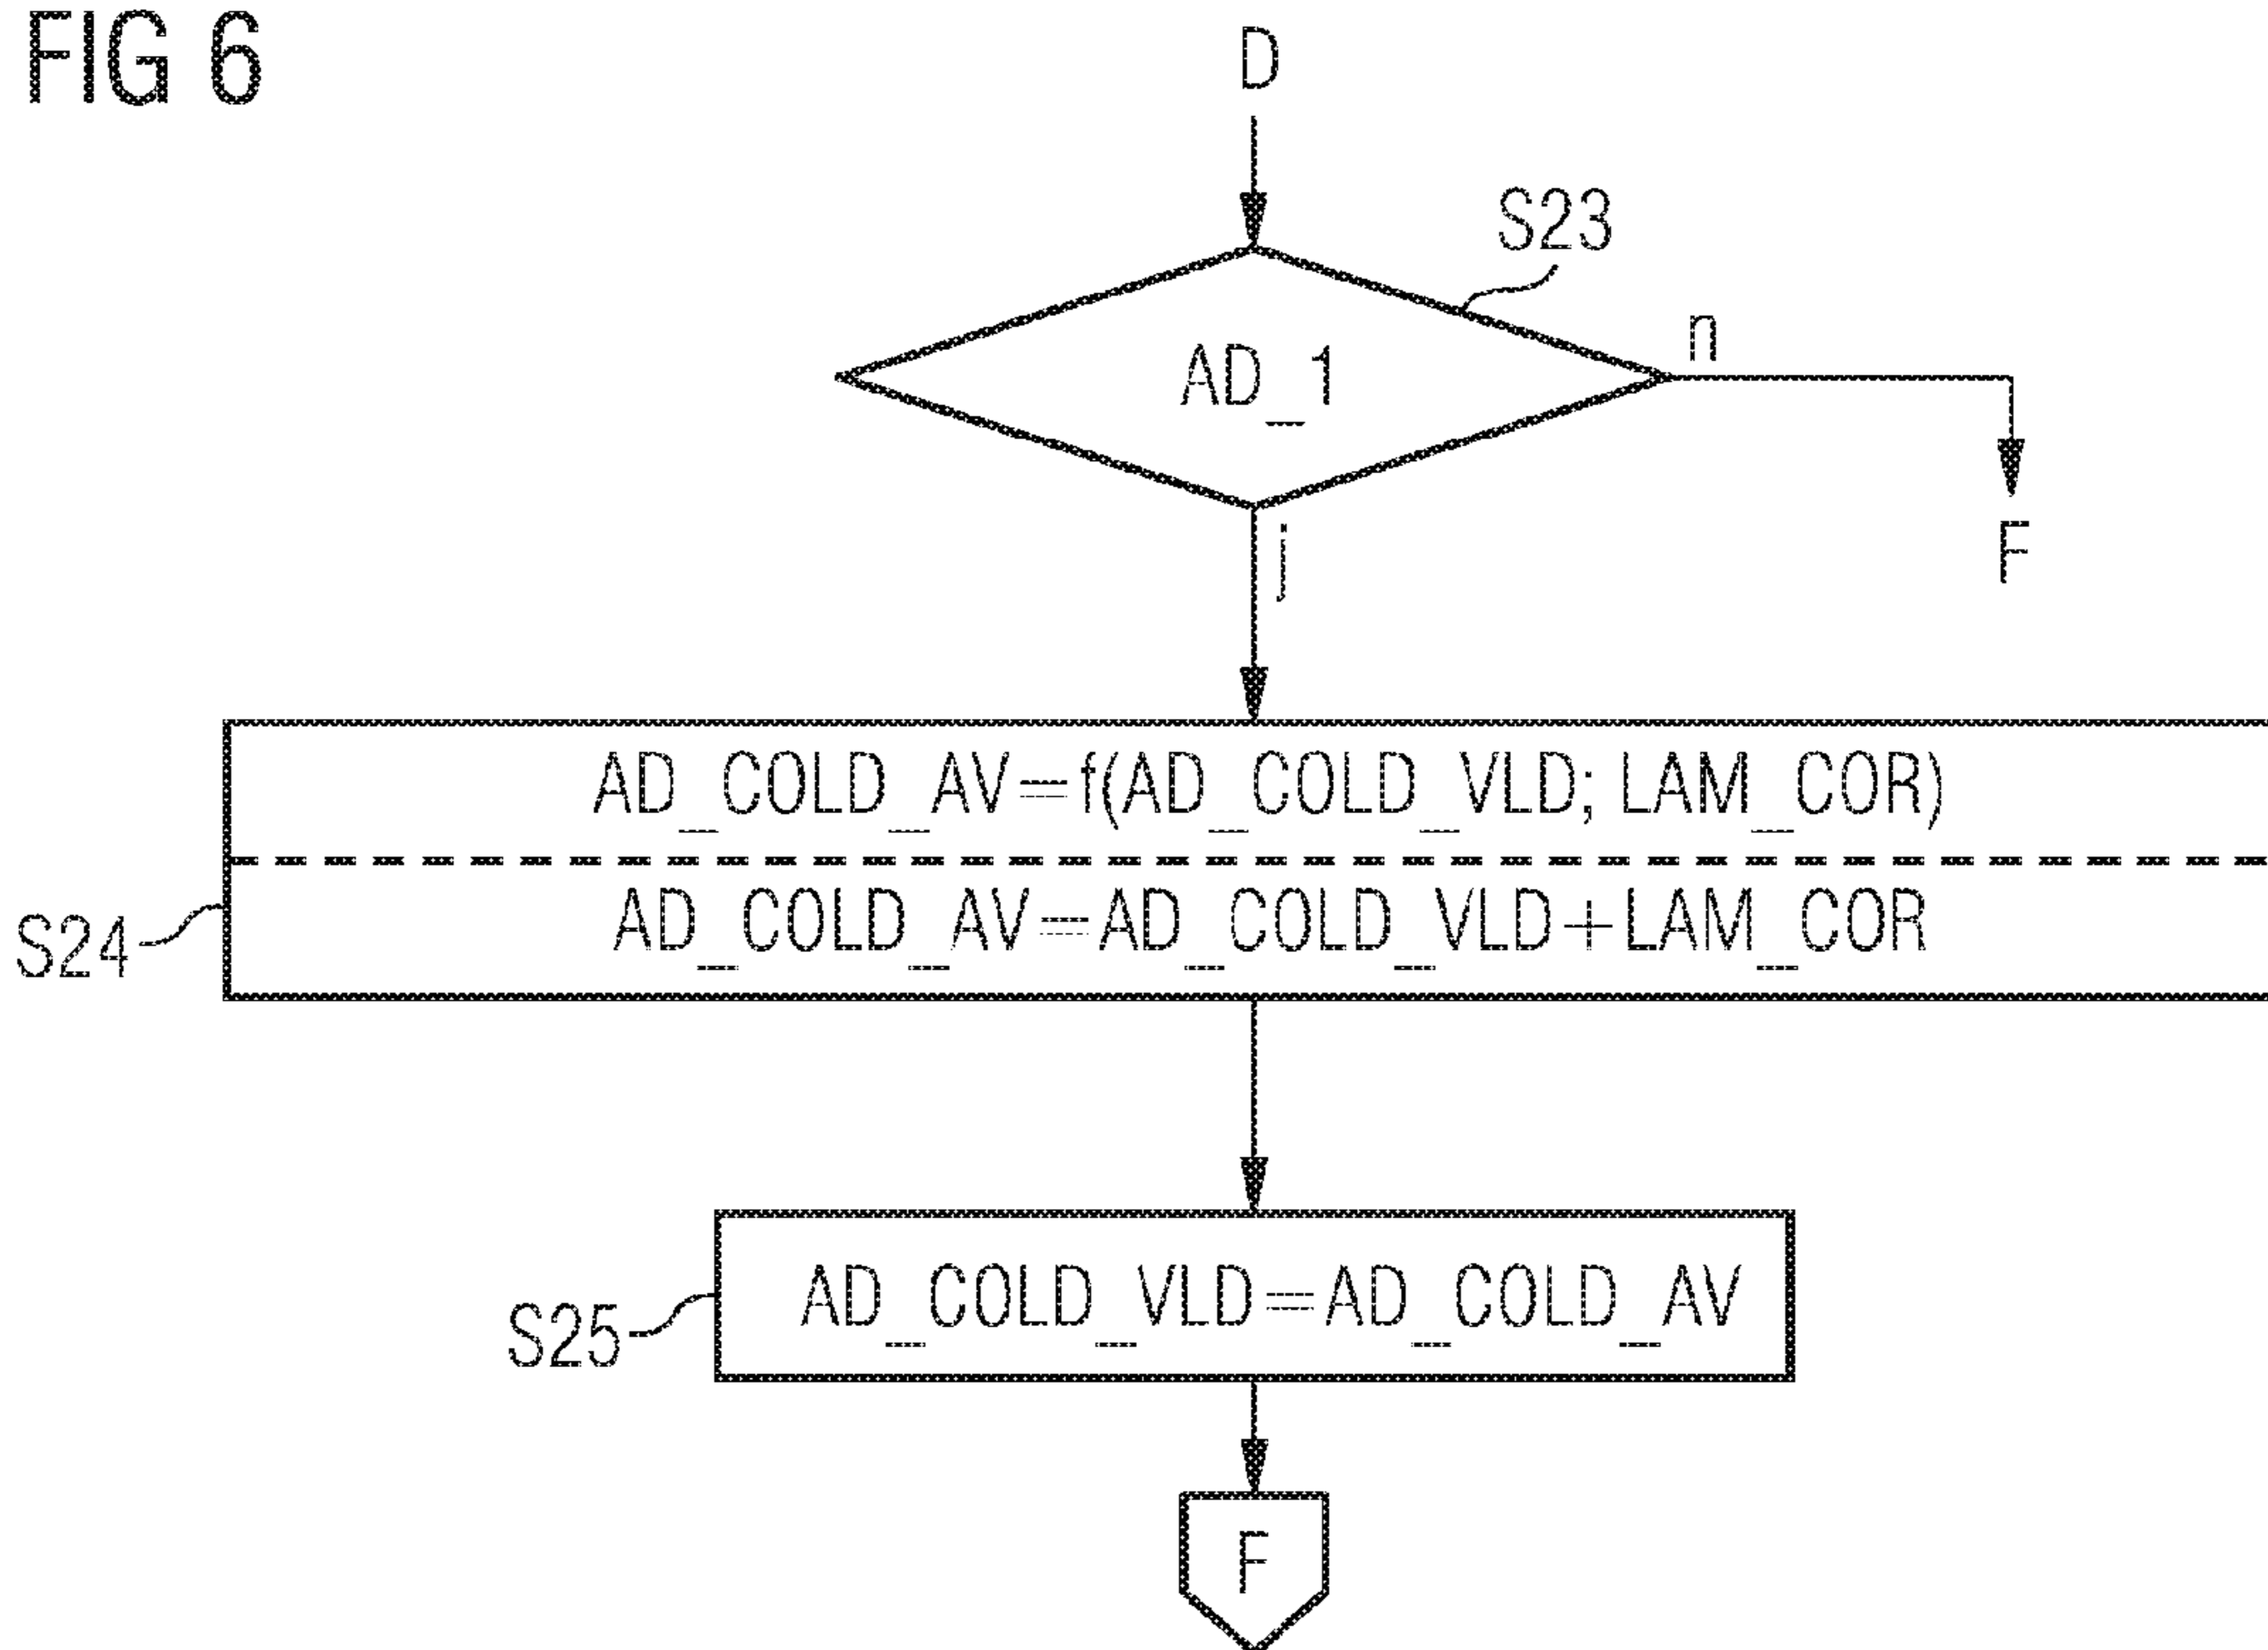 FIG 6
D
S23
AD_1
n
F
j
AD_COLD_AV=f(AD_COLD_VLD; LAM_COR)
AD_COLD_AV=AD_COLD_VLD+LAM_COR
S24
AD_COLD_VLD=AD_COLD_AV
S25
F